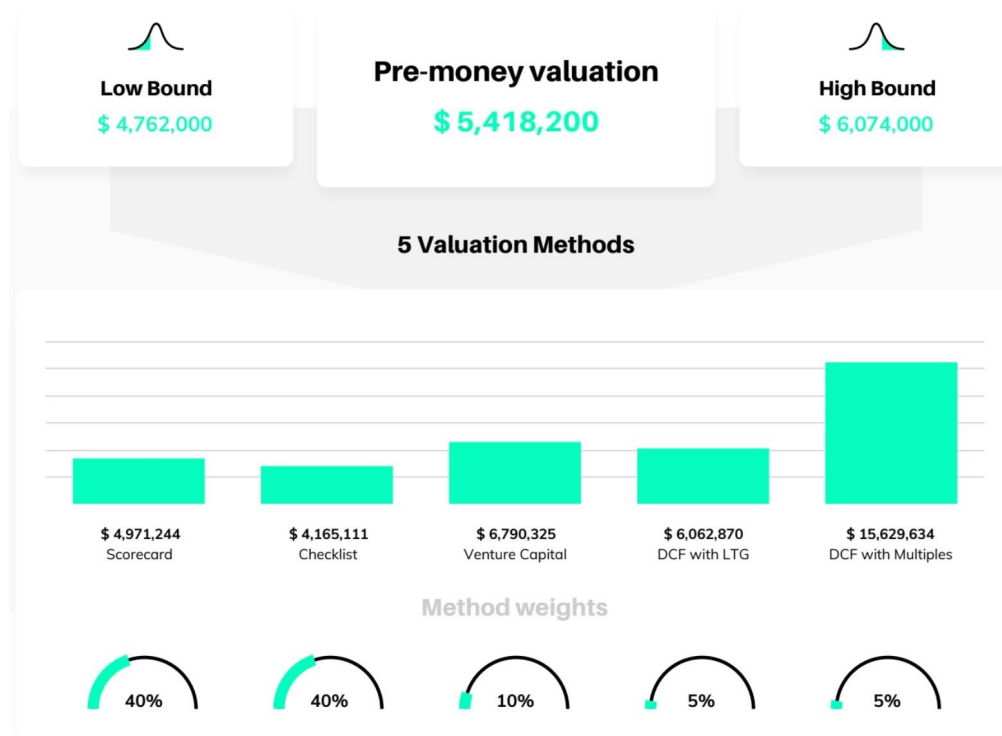 Low Bound
$ 4,762,000
Pre-money valuation
$ 5,418,200
High Bound
$ 6,074,000
5 Valuation Methods
$ 4,971,244
Scorecard
$ 4,165,111
Checklist
$ 6,790,325
Venture Capital
$ 6,062,870
DCF with LTG
$ 15,629,634
DCF with Multiples
Method weights
40%
40%
10%
5%
5%